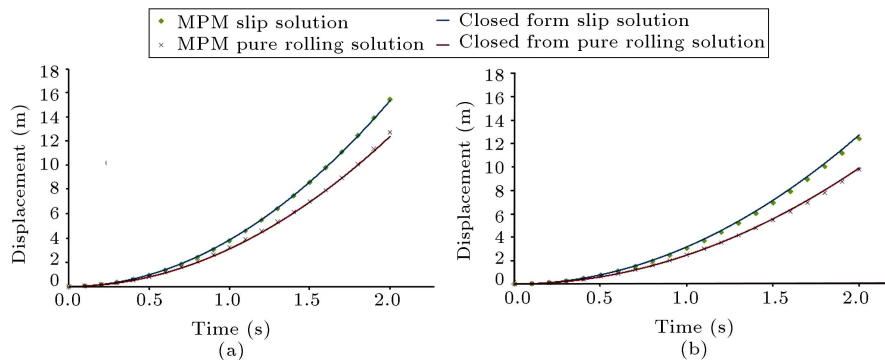 MPM slip solution
Closed form slip solution
MPM pure rolling solution
Closed from pure rolling solution
18
16
14
12
10
8
6
4
2
0
Displacement (m)
0.0 0.5 1.0 1.5 2.0
Time (s)
(a)
18
16
14
12
10
8
6
4
2
0
Displacement (m)
0.0 0.5 1.0 1.5 2.0
Time (s)
(b)